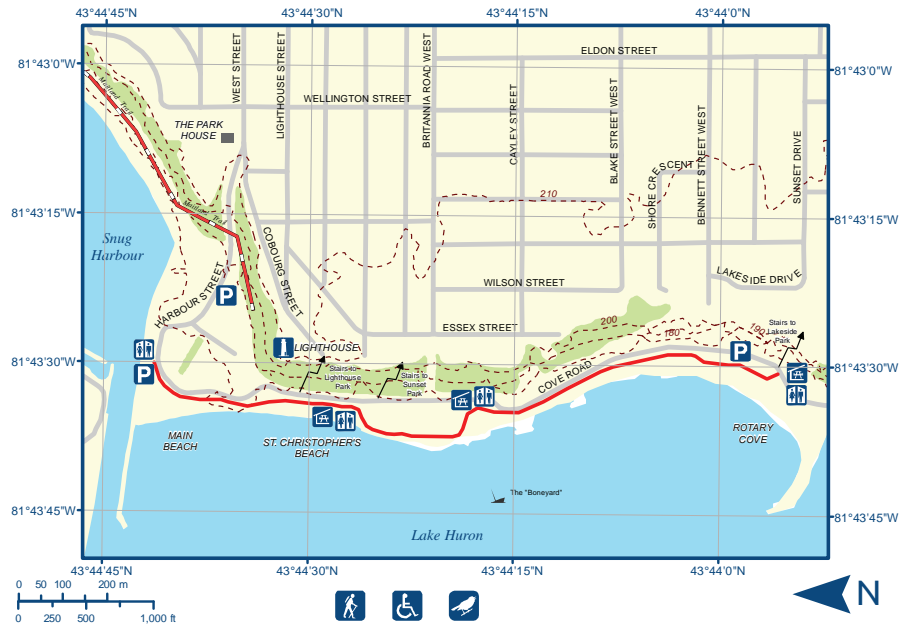 43°44'45"W
43°44'30"W
43°44'15"W
43°44'0"W
81°43'0"W
81°43'0"W
81°43'15"W
81°43'15"W
81°43'30"W
81°43'30"W
81°43'45"W
81°43'45"W
ELDON STREET
WEST STREET
LIGHTHOUSE STREET
BRITANNIA ROAD WEST
WELLINGTON STREET
CAYLEY STREET
BLAKE STREET WEST
BENNETT STREET WEST
SUNSET DRIVE
SHORE CRESCENT
Maitland Trail
THE PARK
HOUSE
Maitland Trail
210
Snug
Harbour
COBOURG STREET
HARBOUR STREET
P
WILSON STREET
LAKESIDE DRIVE
ESSEX STREET
200
180
190
Stairs to
Lakeside
Park
LIGHTHOUSE
P
P
Stairs to
Lighthouse
Park
Stairs to
Sunset
Park
COVE ROAD
MAIN
BEACH
ST. CHRISTOPHER'S
BEACH
ROTARY
COVE
The "Boneyard"
Lake Huron
43°44'45"W
43°44'30"W
43°44'15"W
43°44'0"W
0 50 100 200 m
0 250 500 1,000 ft
N